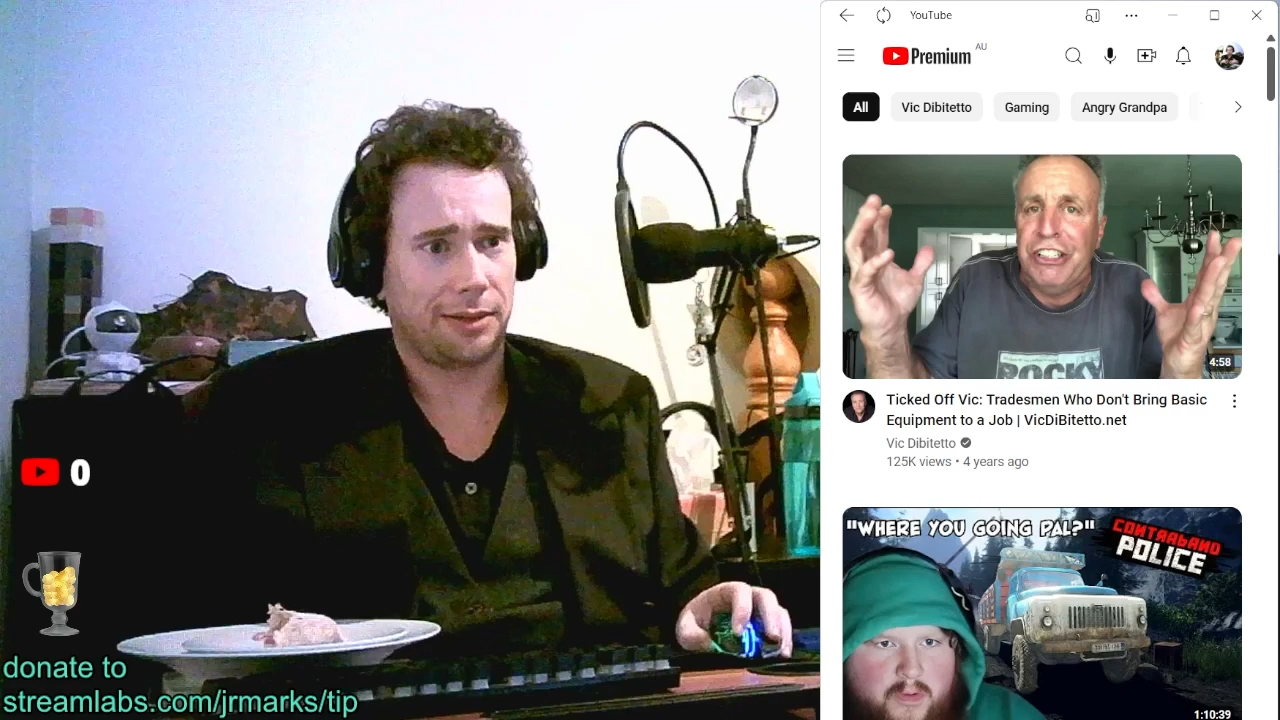 YouTube
Premium
AU
All
Vic Dibitetto
Gaming
Angry Grandpa
ROCKY
4:58
Ticked Off Vic: Tradesmen Who Don't Bring Basic
Equipment to a Job | VicDiBitetto.net
Vic Dibitetto
125K views • 4 years ago
"WHERE YOU GOING PAL?"
CONTRABAND
POLICE
1:10:39
0
donate to
streamlabs.com/jrmarks/tip